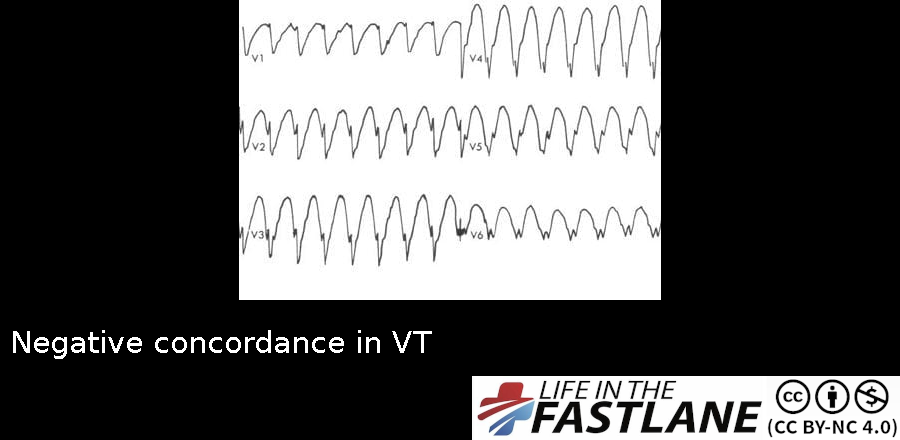 V1
V4
V2
V5
V3
V6
Negative concordance in VT
LIFE IN THE
FASTLANE
cc
(CC BY-NC 4.0)